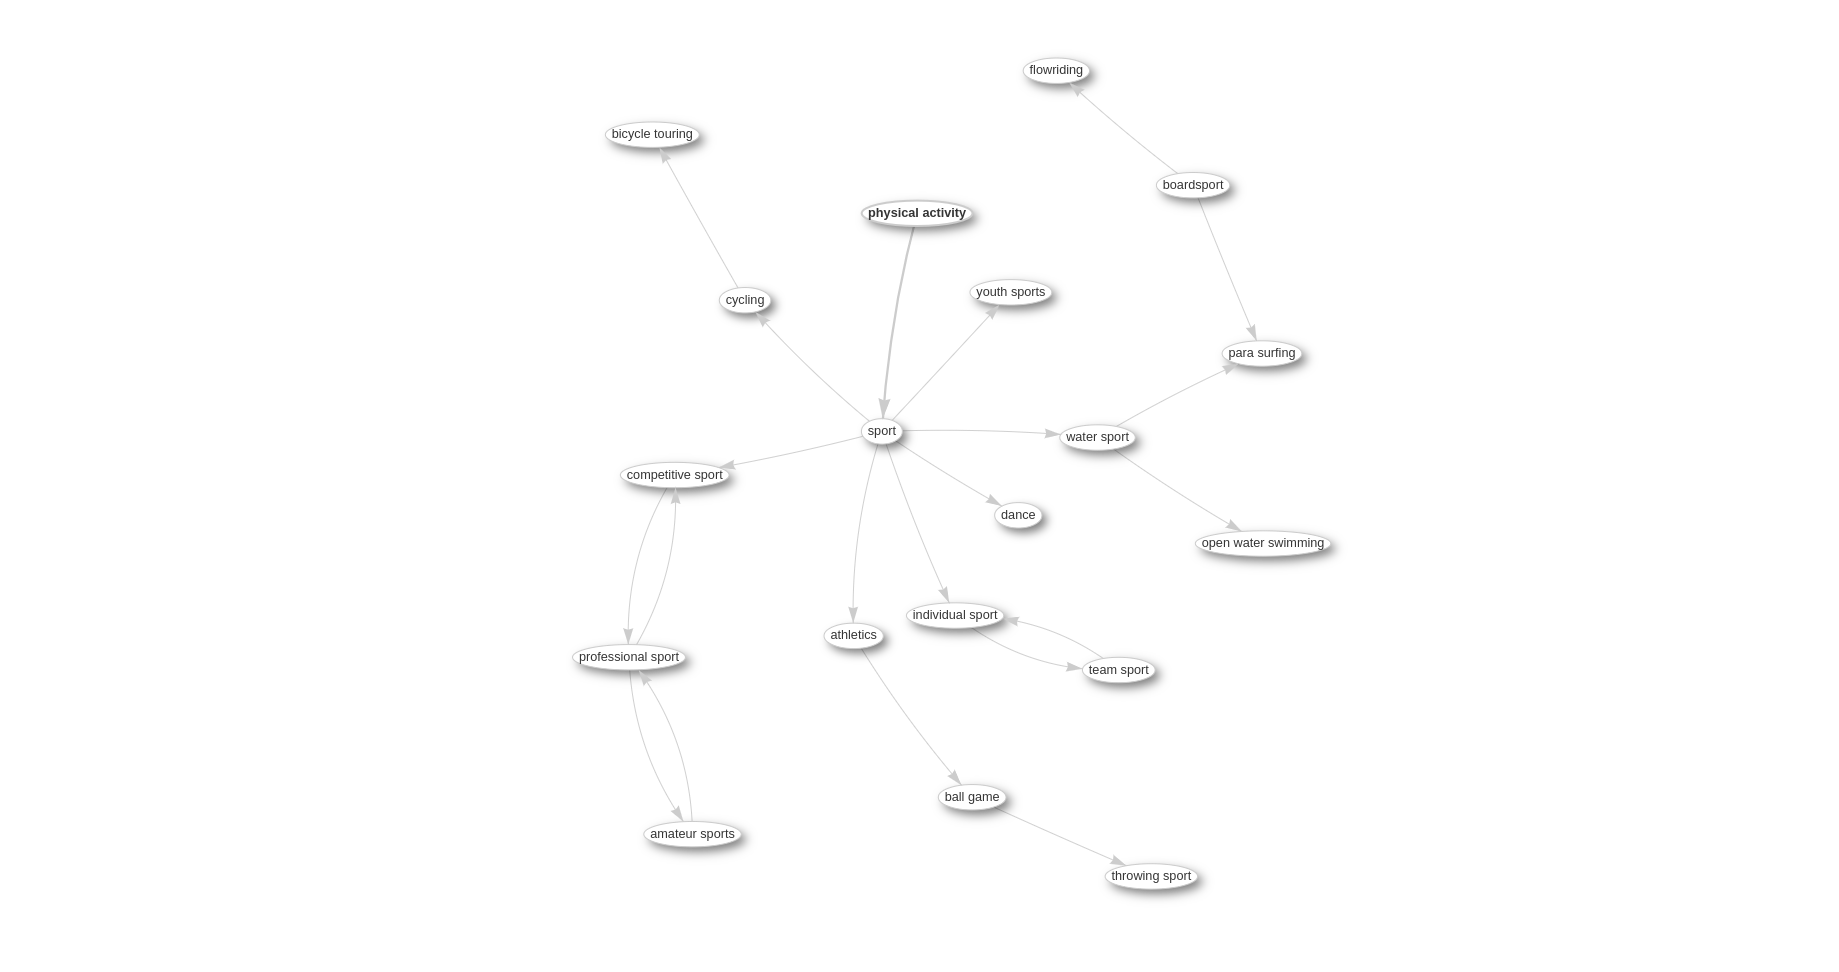 flowriding
bicycle touring
boardsport
physical activity
youth sports
cycling
para surfing
sport
water sport
competitive sport
dance
open water swimming
individual sport
athletics
professional sport
team sport
ball game
amateur sports
throwing sport